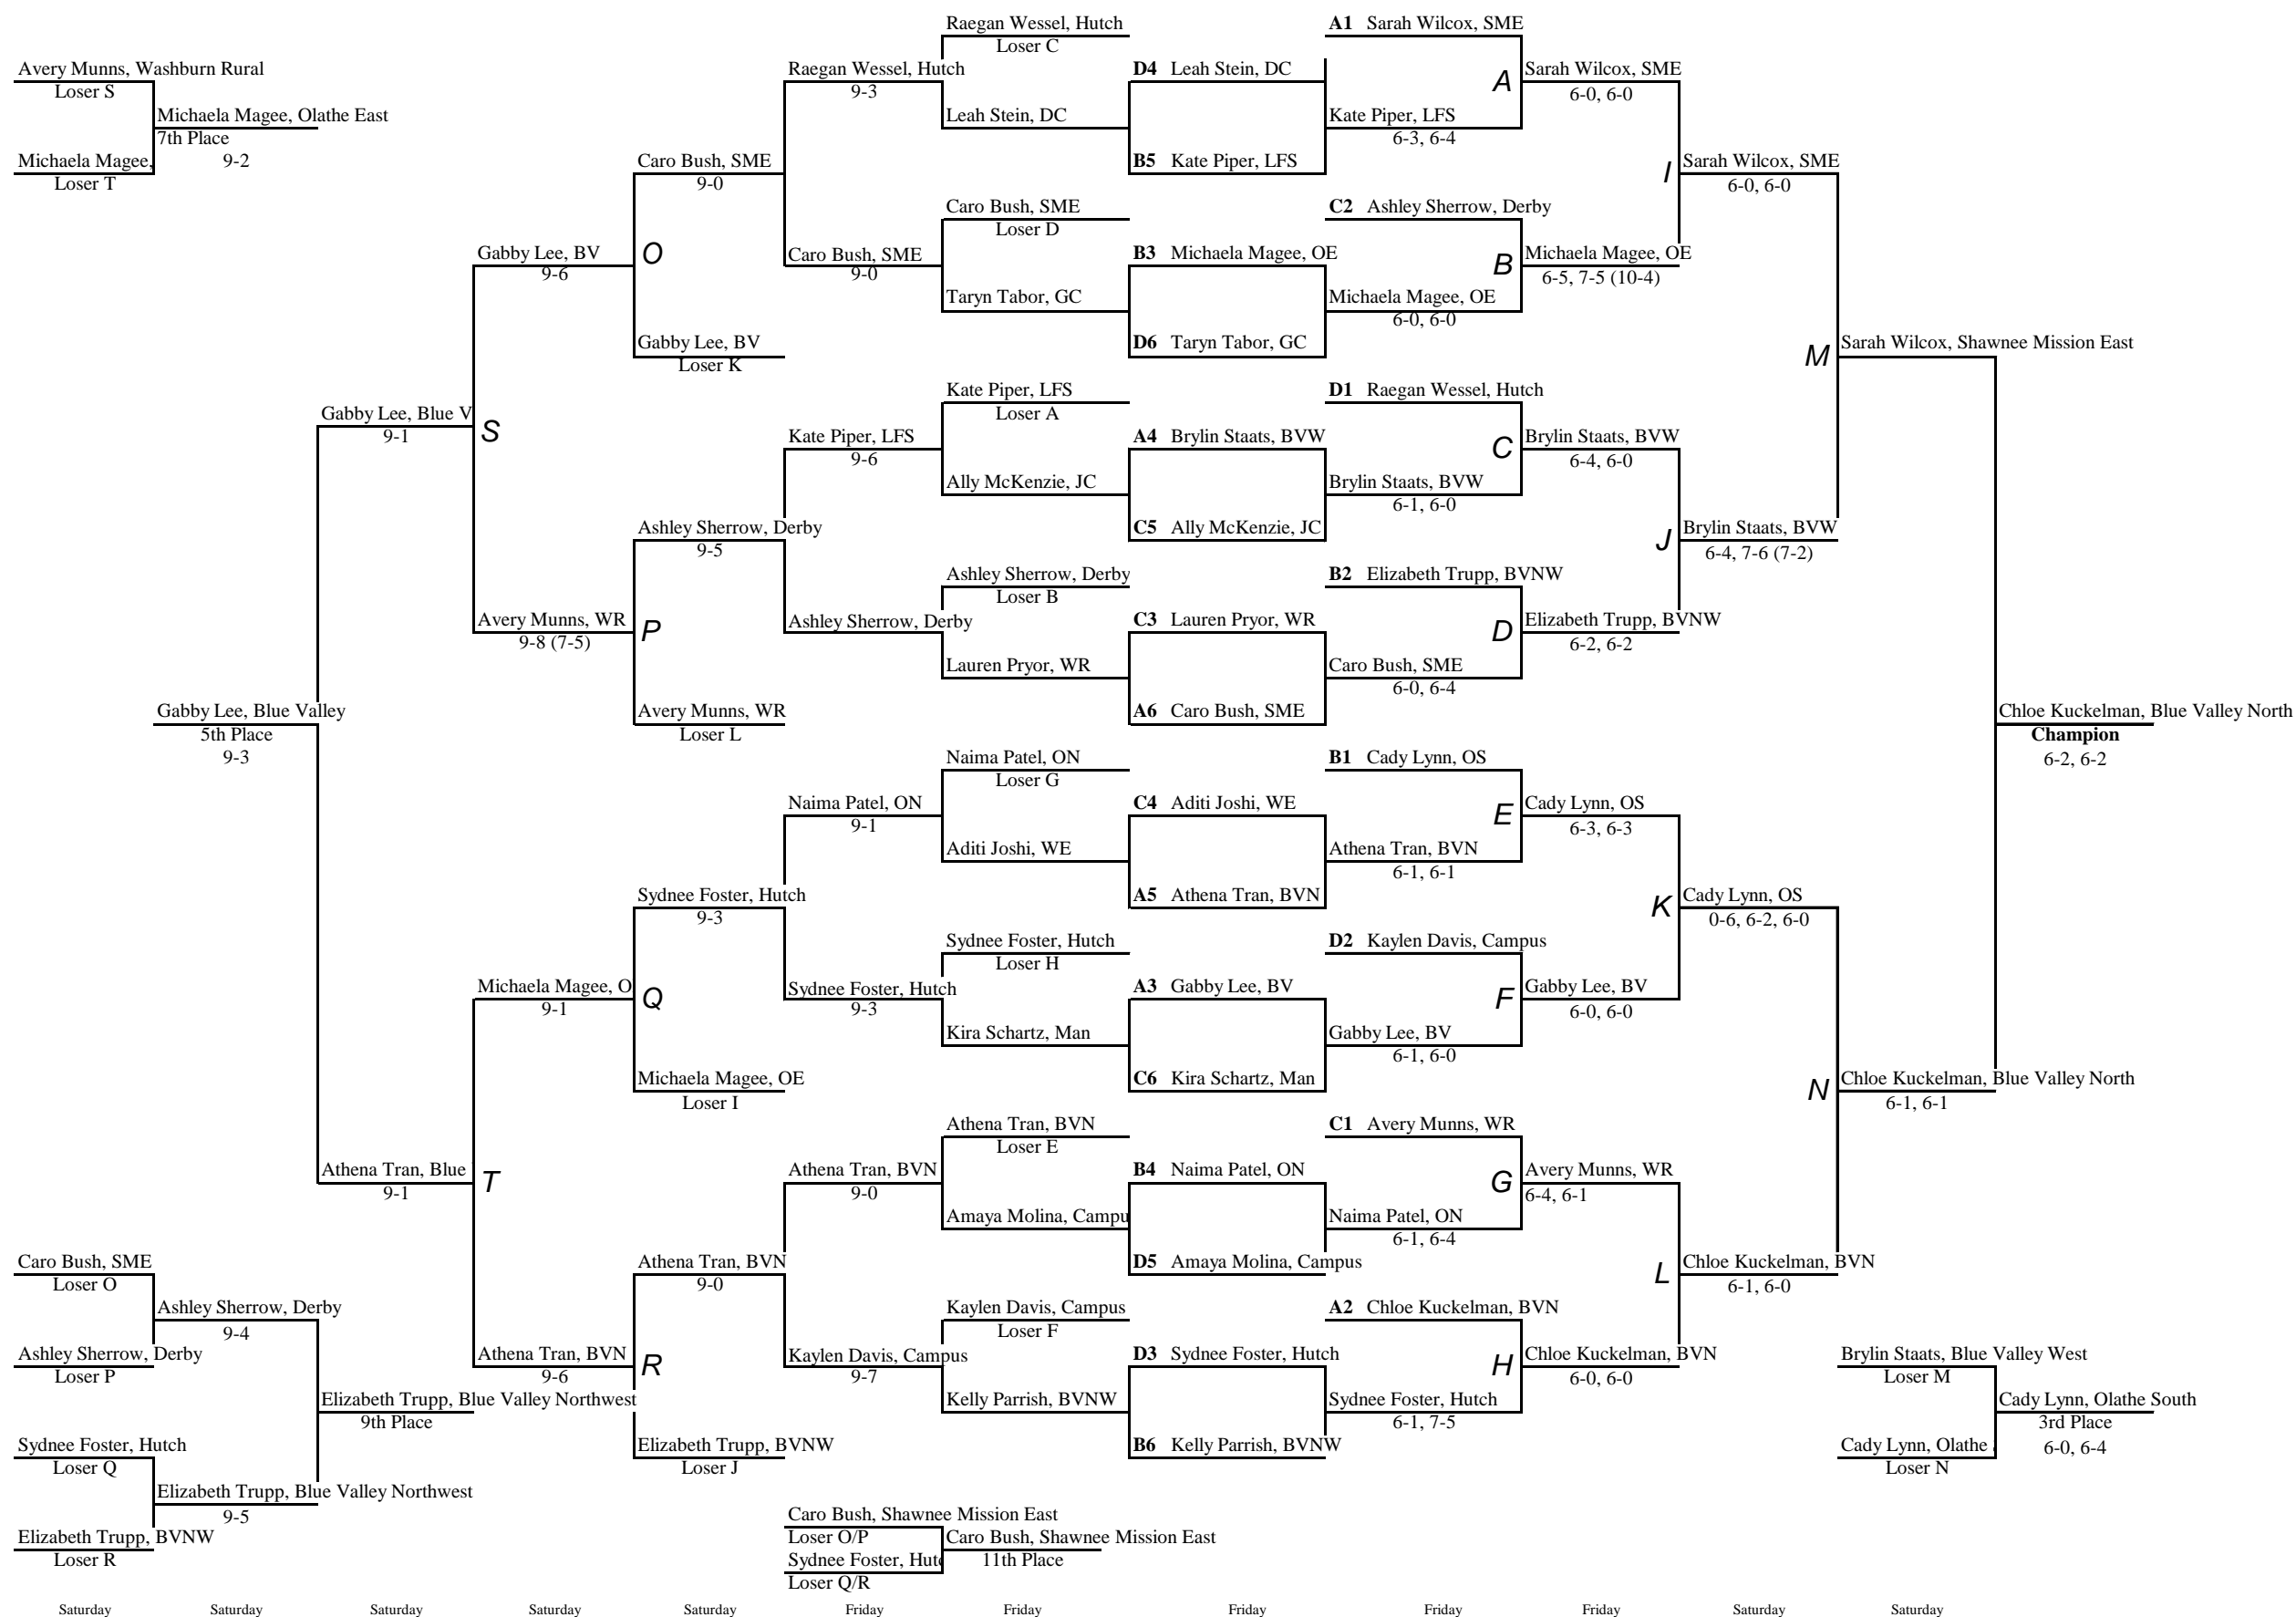 Raegan Wessel, Hutch
A1 Sarah Wilcox, SME
Loser C
Avery Munns, Washburn Rural
Raegan Wessel, Hutch
D4 Leah Stein, DC
A
Sarah Wilcox, SME
Loser S
9-3
6-0, 6-0
Michaela Magee, Olathe East
Leah Stein, DC
Kate Piper, LFS
7th Place
6-3, 6-4
Michaela Magee,
9-2
Caro Bush, SME
B5 Kate Piper, LFS
I
Sarah Wilcox, SME
Loser T
9-0
6-0, 6-0
Caro Bush, SME
C2 Ashley Sherrow, Derby
Loser D
Gabby Lee, BV
O
Caro Bush, SME
B3 Michaela Magee, OE
B
Michaela Magee, OE
9-6
9-0
6-5, 7-5 (10-4)
Taryn Tabor, GC
Michaela Magee, OE
6-0, 6-0
Gabby Lee, BV
D6 Taryn Tabor, GC
M
Sarah Wilcox, Shawnee Mission East
Loser K
Kate Piper, LFS
D1 Raegan Wessel, Hutch
Gabby Lee, Blue V
S
Loser A
9-1
Kate Piper, LFS
A4 Brylin Staats, BVW
C
Brylin Staats, BVW
9-6
6-4, 6-0
Ally McKenzie, JC
Brylin Staats, BVW
6-1, 6-0
Ashley Sherrow, Derby
C5 Ally McKenzie, JC
J
Brylin Staats, BVW
9-5
6-4, 7-6 (7-2)
Ashley Sherrow, Derby
B2 Elizabeth Trupp, BVNW
Loser B
Avery Munns, WR
P
Ashley Sherrow, Derby
C3 Lauren Pryor, WR
D
Elizabeth Trupp, BVNW
9-8 (7-5)
6-2, 6-2
Lauren Pryor, WR
Caro Bush, SME
6-0, 6-4
Gabby Lee, Blue Valley
Avery Munns, WR
A6 Caro Bush, SME
Chloe Kuckelman, Blue Valley North
5th Place
Loser L
Champion
9-3
Naima Patel, ON
B1 Cady Lynn, OS
6-2, 6-2
Loser G
Naima Patel, ON
C4 Aditi Joshi, WE
E
Cady Lynn, OS
9-1
6-3, 6-3
Aditi Joshi, WE
Athena Tran, BVN
6-1, 6-1
Sydnee Foster, Hutch
A5 Athena Tran, BVN
K
Cady Lynn, OS
9-3
0-6, 6-2, 6-0
Sydnee Foster, Hutch
D2 Kaylen Davis, Campus
Loser H
Michaela Magee, O
Q
Sydnee Foster, Hutch
A3 Gabby Lee, BV
F
Gabby Lee, BV
9-1
9-3
6-0, 6-0
Kira Schartz, Man
Gabby Lee, BV
6-1, 6-0
Michaela Magee, OE
C6 Kira Schartz, Man
N
Chloe Kuckelman, Blue Valley North
Loser I
6-1, 6-1
Athena Tran, BVN
C1 Avery Munns, WR
Loser E
Athena Tran, Blue
T
Athena Tran, BVN
B4 Naima Patel, ON
G
Avery Munns, WR
9-1
9-0
6-4, 6-1
Amaya Molina, Campu
Naima Patel, ON
6-1, 6-4
Caro Bush, SME
Athena Tran, BVN
D5 Amaya Molina, Campus
L
Chloe Kuckelman, BVN
Loser O
9-0
6-1, 6-0
Ashley Sherrow, Derby
Kaylen Davis, Campus
A2 Chloe Kuckelman, BVN
9-4
Loser F
Ashley Sherrow, Derby
Athena Tran, BVN
R
Kaylen Davis, Campus
D3 Sydnee Foster, Hutch
H
Chloe Kuckelman, BVN
Brylin Staats, Blue Valley West
Loser P
9-6
9-7
6-0, 6-0
Loser M
Elizabeth Trupp, Blue Valley Northwest
Kelly Parrish, BVNW
Sydnee Foster, Hutch
Cady Lynn, Olathe South
9th Place
6-1, 7-5
3rd Place
Sydnee Foster, Hutch
Elizabeth Trupp, BVNW
B6 Kelly Parrish, BVNW
Cady Lynn, Olathe
6-0, 6-4
Loser Q
Loser J
Loser N
Elizabeth Trupp, Blue Valley Northwest
9-5
Caro Bush, Shawnee Mission East
Elizabeth Trupp, BVNW
Loser O/P
Caro Bush, Shawnee Mission East
Loser R
Sydnee Foster, Hut
11th Place
Loser Q/R
Saturday Saturday Saturday Saturday Saturday Friday Friday Friday Friday Friday Saturday Saturday